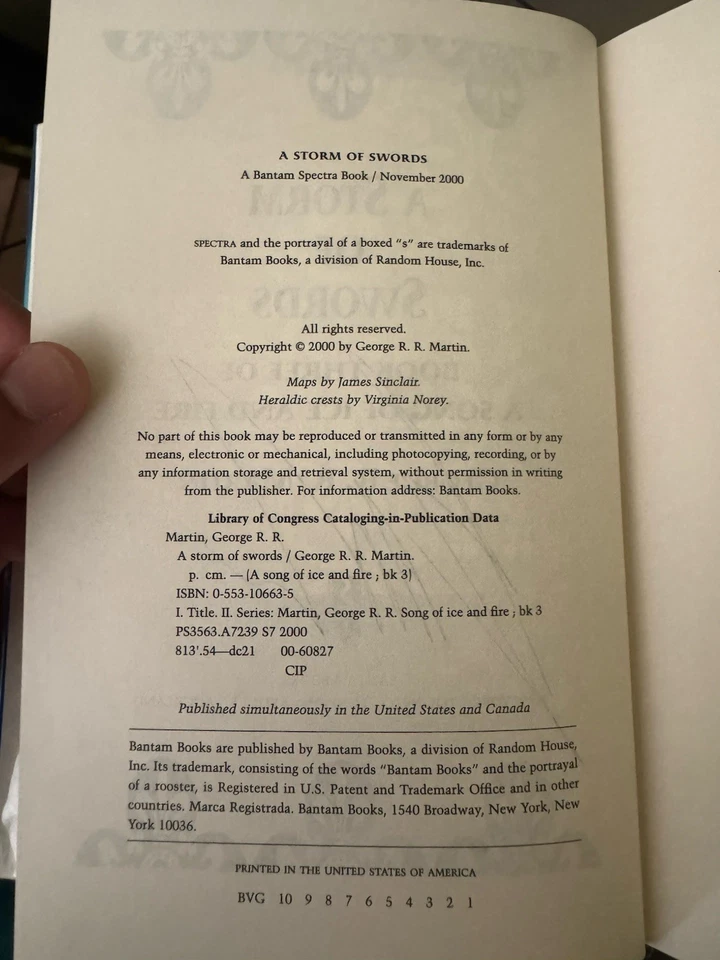 A STORM OF SWORDS
A Bantam Spectra Book / November 2000
SPECTRA and the portrayal of a boxed "s" are trademarks of
Bantam Books, a division of Random House, Inc.
All rights reserved.
Copyright © 2000 by George R. R. Martin.
Maps by James Sinclair.
Heraldic crests by Virginia Norey.
No part of this book may be reproduced or transmitted in any form or by any
means, electronic or mechanical, including photocopying, recording, or by
any information storage and retrieval system, without permission in writing
from the publisher. For information address: Bantam Books.
Library of Congress Cataloging-in-Publication Data
Martin, George R. R.
A storm of swords / George R. R. Martin.
p. cm. — (A song of ice and fire ; bk 3)
ISBN: 0-553-10663-5
I. Title. II. Series: Martin, George R. R. Song of ice and fire ; bk 3
PS3563.A7239 S7 2000
813'.54—dc21 00-60827
CIP
Published simultaneously in the United States and Canada
Bantam Books are published by Bantam Books, a division of Random House,
Inc. Its trademark, consisting of the words "Bantam Books" and the portrayal
of a rooster, is Registered in U.S. Patent and Trademark Office and in other
countries. Marca Registrada. Bantam Books, 1540 Broadway, New York, New
York 10036.
PRINTED IN THE UNITED STATES OF AMERICA
BVG 10 9 8 7 6 5 4 3 2 1